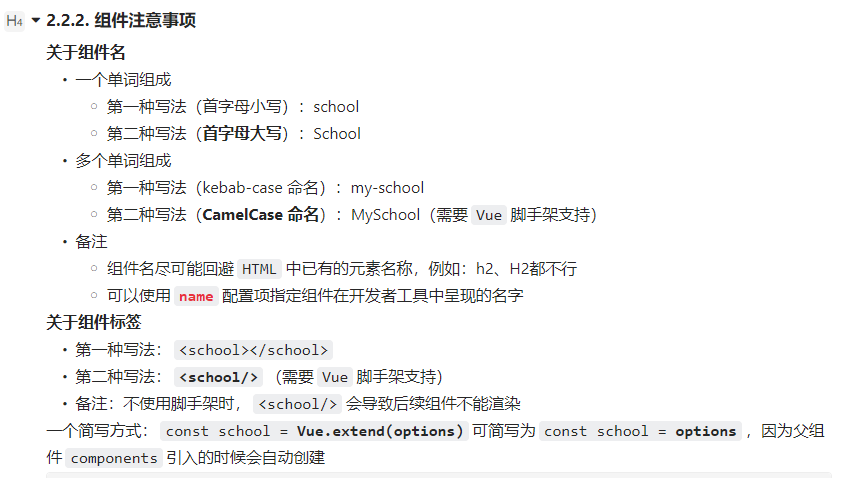 H4 2.2.2. 组件注意事项
关于组件名
• 一个单词组成
○ 第一种写法（首字母小写）：school
○ 第二种写法（首字母大写）：School
• 多个单词组成
○ 第一种写法（kebab-case 命名）：my-school
○ 第二种写法（CamelCase 命名）：MySchool（需要 Vue 脚手架支持）
• 备注
○ 组件名尽可能回避 HTML 中已有的元素名称，例如：h2、H2都不行
○ 可以使用 name 配置项指定组件在开发者工具中呈现的名字
关于组件标签
• 第一种写法：<school></school>
• 第二种写法：<school/> （需要 Vue 脚手架支持）
• 备注：不使用脚手架时， <school/> 会导致后续组件不能渲染
一个简写方式： const school = Vue.extend(options) 可简写为 const school = options ，因为父组
件 components 引入的时候会自动创建